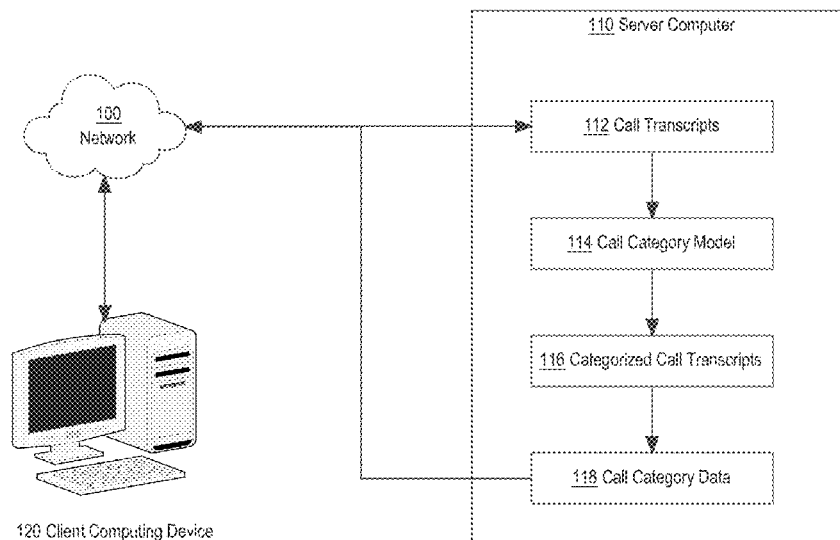 110 Server Computer
100
Network
112 Call Transcripts
114 Call Category Model
116 Categorized Call Transcripts
118 Call Category Data
120 Client Computing Device